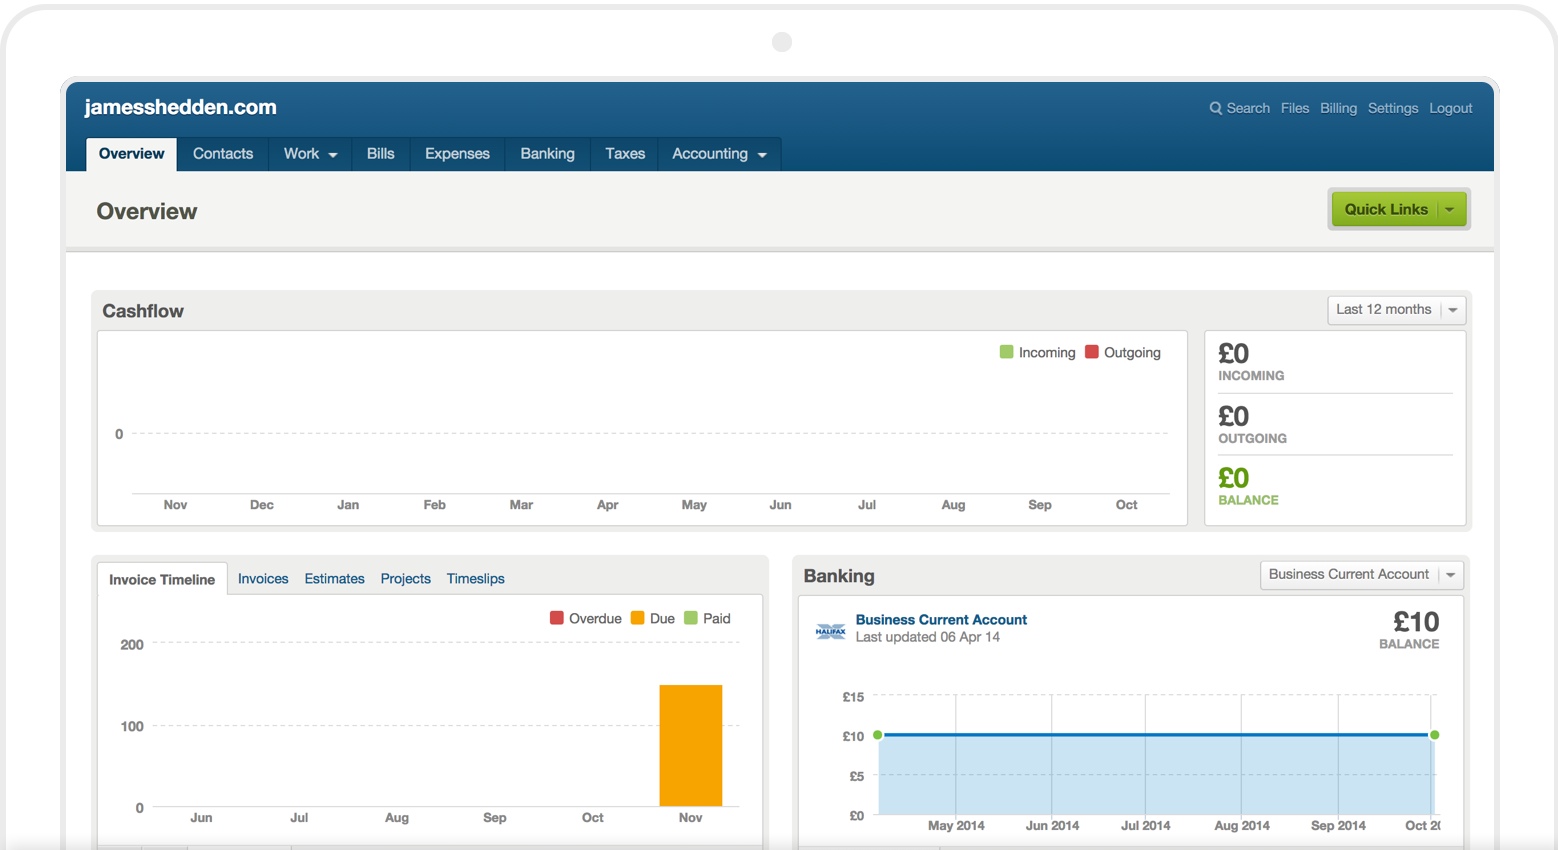 jamesshedden.com
Search Files Billing Settings Logout
Overview Contacts Work Bills Expenses Banking Taxes Accounting
Overview
Quick Links
Cashflow
Last 12 months
Incoming Outgoing
0
Nov Dec Jan Feb Mar Apr May Jun Jul Aug Sep Oct
£0
INCOMING
£0
OUTGOING
£0
BALANCE
Invoice Timeline Invoices Estimates Projects Timeslips
Overdue Due Paid
200
100
0
Jun Jul Aug Sep Oct Nov
Banking
Business Current Account
HALIFAX
Business Current Account
Last updated 06 Apr 14
£10
BALANCE
£15
£10
£5
£0
May 2014 Jun 2014 Jul 2014 Aug 2014 Sep 2014 Oct 20